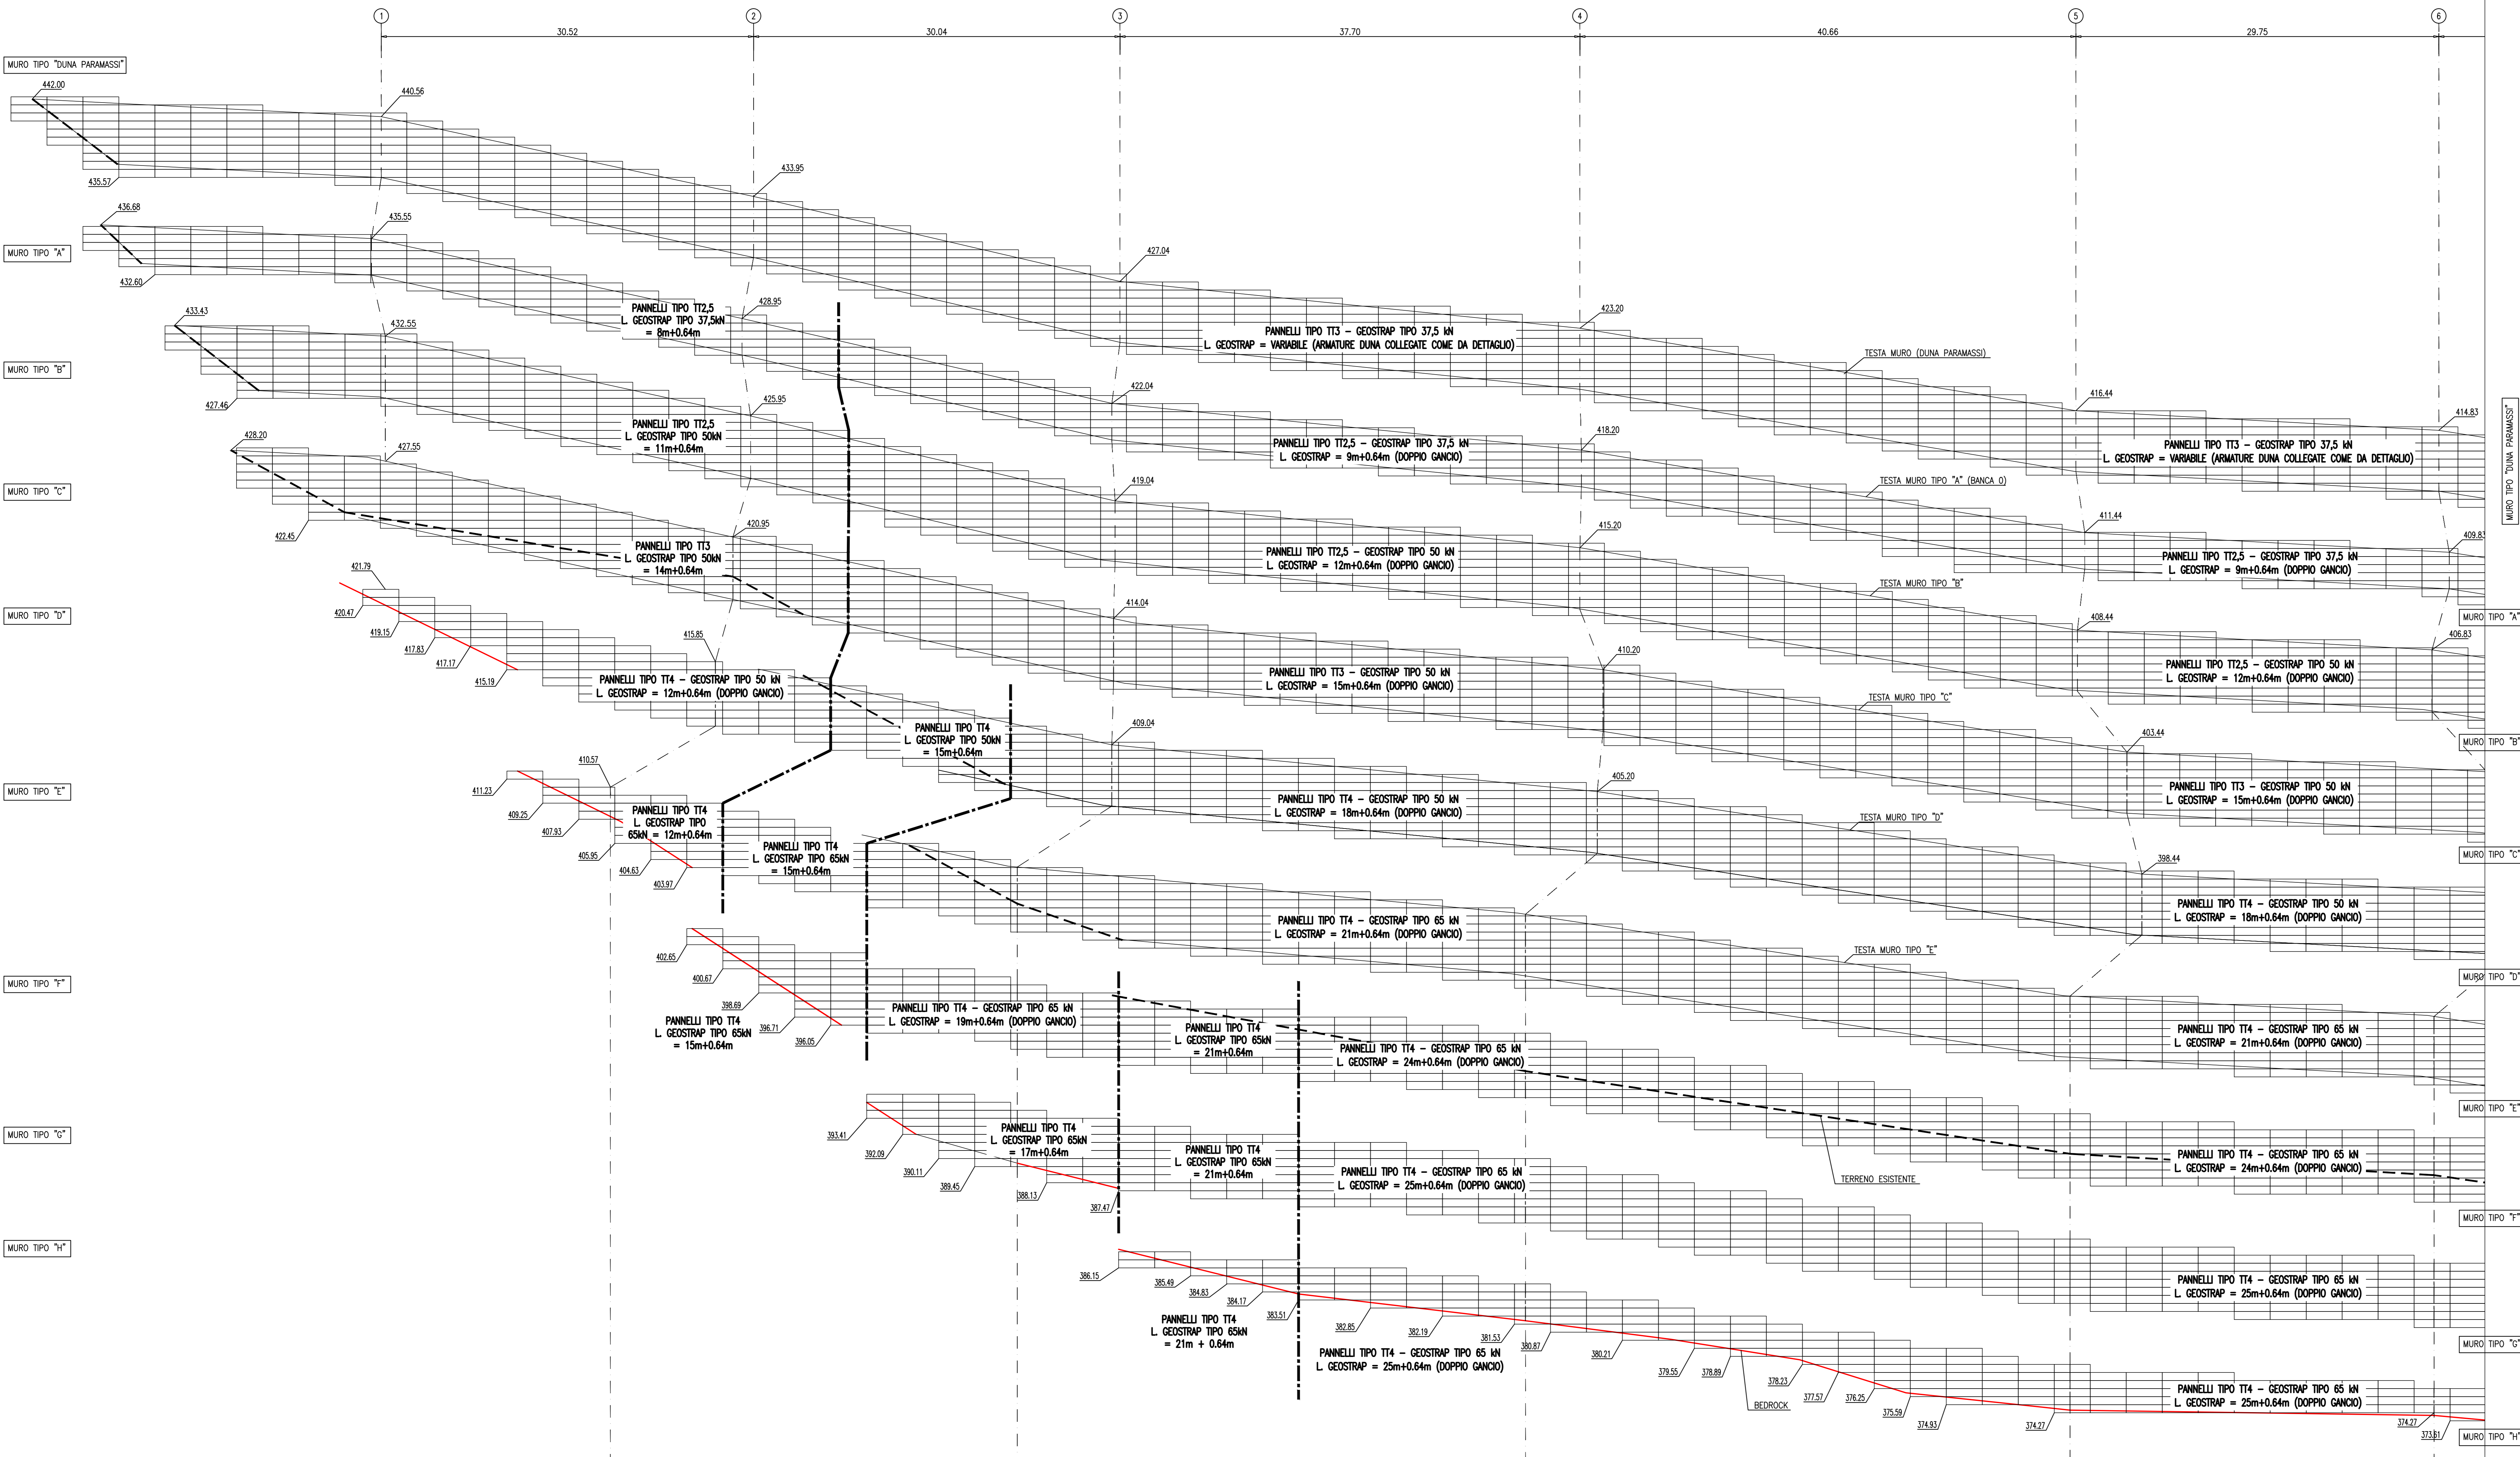 1
2
3
4
5
6
30.52
30.04
37.70
40.66
29.75
MURO TIPO "DUNA PARAMASSI"
442.00
440.56
433.95
427.04
423.20
416.44
414.83
435.57
TESTA MURO (DUNA PARAMASSI)
PANNELLI TIPO TT3 – GEOSTRAP TIPO 37,5 kN
L. GEOSTRAP = VARIABILE (ARMATURE DUNA COLLEGATE COME DA DETTAGLIO)
PANNELLI TIPO TT3 – GEOSTRAP TIPO 37,5 kN
L. GEOSTRAP = VARIABILE (ARMATURE DUNA COLLEGATE COME DA DETTAGLIO)
MURO TIPO "DUNA PARAMASSI"
MURO TIPO "A"
436.68
435.55
428.95
422.04
418.20
411.44
409.83
432.60
PANNELLI TIPO TT2,5
L. GEOSTRAP TIPO 37,5kN
= 8m+0.64m
PANNELLI TIPO TT2,5 – GEOSTRAP TIPO 37,5 kN
L. GEOSTRAP = 9m+0.64m (DOPPIO GANCIO)
TESTA MURO TIPO "A" (BANCA 0)
PANNELLI TIPO TT2,5 – GEOSTRAP TIPO 37,5 kN
L. GEOSTRAP = 9m+0.64m (DOPPIO GANCIO)
MURO TIPO "A"
MURO TIPO "B"
433.43
432.55
425.95
419.04
415.20
408.44
406.83
427.46
PANNELLI TIPO TT2,5
L. GEOSTRAP TIPO 50kN
= 11m+0.64m
PANNELLI TIPO TT2,5 – GEOSTRAP TIPO 50 kN
L. GEOSTRAP = 12m+0.64m (DOPPIO GANCIO)
TESTA MURO TIPO "B"
PANNELLI TIPO TT2,5 – GEOSTRAP TIPO 50 kN
L. GEOSTRAP = 12m+0.64m (DOPPIO GANCIO)
MURO TIPO "B"
MURO TIPO "C"
428.20
427.55
420.95
414.04
410.20
403.44
422.45
PANNELLI TIPO TT3
L. GEOSTRAP TIPO 50kN
= 14m+0.64m
PANNELLI TIPO TT3 – GEOSTRAP TIPO 50 kN
L. GEOSTRAP = 15m+0.64m (DOPPIO GANCIO)
TESTA MURO TIPO "C"
PANNELLI TIPO TT3 – GEOSTRAP TIPO 50 kN
L. GEOSTRAP = 15m+0.64m (DOPPIO GANCIO)
MURO TIPO "C"
MURO TIPO "D"
421.79
420.47
419.15
417.83
417.17
415.19
415.85
409.04
405.20
398.44
PANNELLI TIPO TT4 – GEOSTRAP TIPO 50 kN
L. GEOSTRAP = 12m+0.64m (DOPPIO GANCIO)
PANNELLI TIPO TT4
L. GEOSTRAP TIPO 50kN
= 15m+0.64m
PANNELLI TIPO TT4 – GEOSTRAP TIPO 50 kN
L. GEOSTRAP = 18m+0.64m (DOPPIO GANCIO)
TESTA MURO TIPO "D"
PANNELLI TIPO TT4 – GEOSTRAP TIPO 50 kN
L. GEOSTRAP = 18m+0.64m (DOPPIO GANCIO)
MURO TIPO "D"
MURO TIPO "E"
410.57
411.23
409.25
407.93
405.95
404.63
403.97
PANNELLI TIPO TT4
L. GEOSTRAP TIPO
65kN = 12m+0.64m
PANNELLI TIPO TT4
L. GEOSTRAP TIPO 65kN
= 15m+0.64m
PANNELLI TIPO TT4 – GEOSTRAP TIPO 65 kN
L. GEOSTRAP = 21m+0.64m (DOPPIO GANCIO)
TESTA MURO TIPO "E"
PANNELLI TIPO TT4 – GEOSTRAP TIPO 65 kN
L. GEOSTRAP = 21m+0.64m (DOPPIO GANCIO)
MURO TIPO "E"
MURO TIPO "F"
402.65
400.67
398.69
396.71
396.05
PANNELLI TIPO TT4
L. GEOSTRAP TIPO 65kN
= 15m+0.64m
PANNELLI TIPO TT4 – GEOSTRAP TIPO 65 kN
L. GEOSTRAP = 19m+0.64m (DOPPIO GANCIO)
PANNELLI TIPO TT4
L. GEOSTRAP TIPO 65kN
= 21m+0.64m
PANNELLI TIPO TT4 – GEOSTRAP TIPO 65 kN
L. GEOSTRAP = 24m+0.64m (DOPPIO GANCIO)
TERRENO ESISTENTE
PANNELLI TIPO TT4 – GEOSTRAP TIPO 65 kN
L. GEOSTRAP = 24m+0.64m (DOPPIO GANCIO)
MURO TIPO "F"
MURO TIPO "G"
393.41
392.09
390.11
389.45
388.13
387.47
PANNELLI TIPO TT4
L. GEOSTRAP TIPO 65kN
= 17m+0.64m
PANNELLI TIPO TT4
L. GEOSTRAP TIPO 65kN
= 21m+0.64m
PANNELLI TIPO TT4 – GEOSTRAP TIPO 65 kN
L. GEOSTRAP = 25m+0.64m (DOPPIO GANCIO)
PANNELLI TIPO TT4 – GEOSTRAP TIPO 65 kN
L. GEOSTRAP = 25m+0.64m (DOPPIO GANCIO)
MURO TIPO "G"
MURO TIPO "H"
386.15
385.49
384.83
384.17
383.51
382.85
382.19
381.53
380.87
380.21
379.55
378.89
378.23
377.57
376.25
375.59
374.93
374.27
374.27
373.61
PANNELLI TIPO TT4
L. GEOSTRAP TIPO 65kN
= 21m + 0.64m
PANNELLI TIPO TT4 – GEOSTRAP TIPO 65 kN
L. GEOSTRAP = 25m+0.64m (DOPPIO GANCIO)
BEDROCK
PANNELLI TIPO TT4 – GEOSTRAP TIPO 65 kN
L. GEOSTRAP = 25m+0.64m (DOPPIO GANCIO)
MURO TIPO "H"